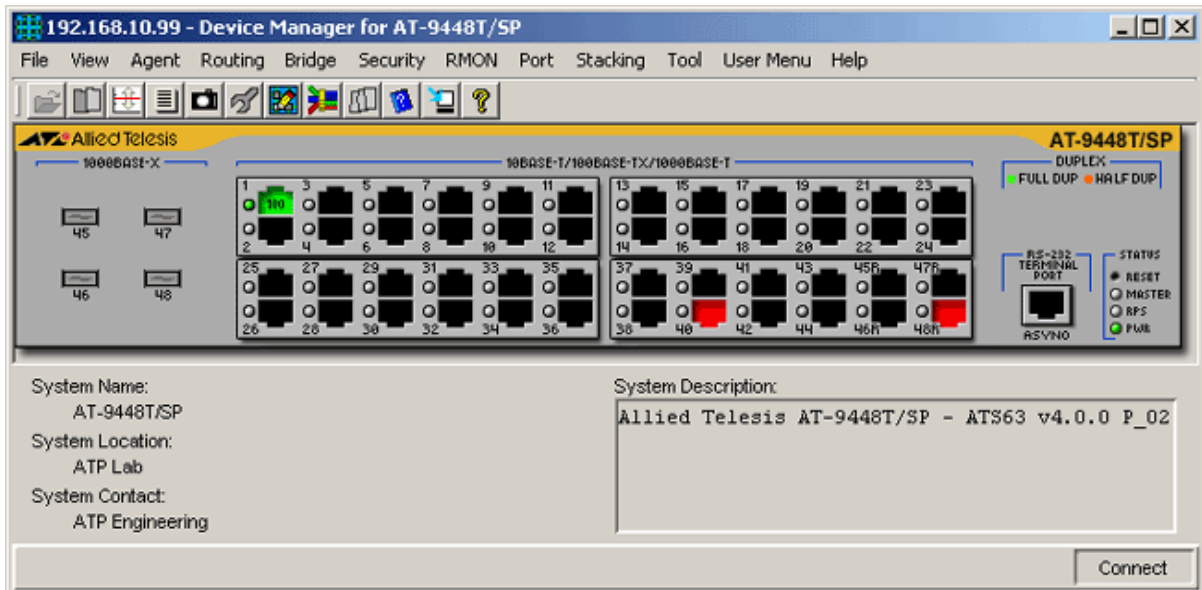 192.168.10.99 - Device Manager for AT-9448T/SP
File View Agent Routing Bridge Security RMON Port Stacking Tool User Menu Help
Allied Telesis
AT-9448T/SP
1000BASE-X
10BASE-T/100BASE-TX/1000BASE-T
DUPLEX
FULL DUP HALF DUP
1 3 5 7 9 11 13 15 17 19 21 23
100
45 47
2 4 6 8 10 12 14 16 18 20 22 24
25 27 29 31 33 35 37 39 41 43 45R 47R
46 48
26 28 30 32 34 36 38 40 42 44 46R 48R
RS-232
TERMINAL
PORT
ASYNO
STATUS
RESET
MASTER
RPS
PWR
System Name:
AT-9448T/SP
System Location:
ATP Lab
System Contact:
ATP Engineering
System Description:
Allied Telesis AT-9448T/SP - ATS63 v4.0.0 P_02
Connect